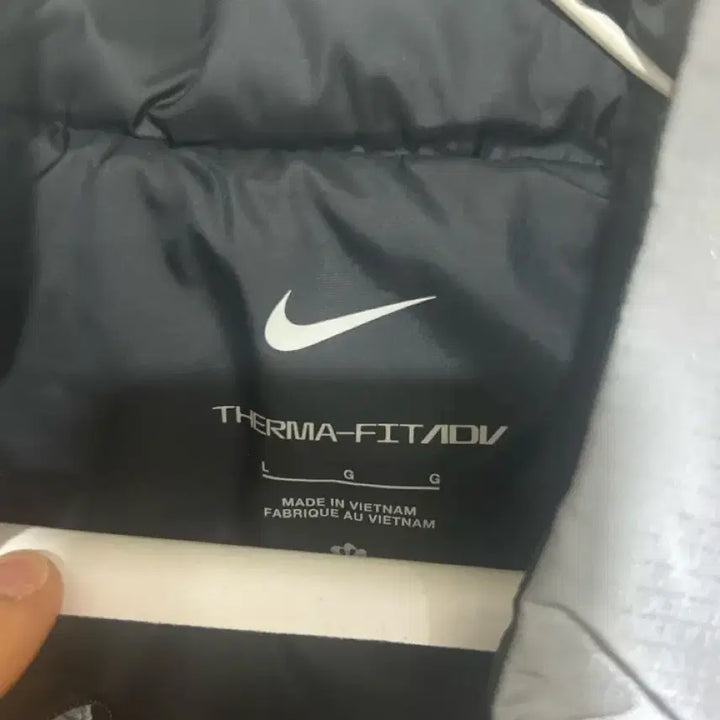 THERMA-FITADV
L G G
MADE IN VIETNAM
FABRIQUE AU VIETNAM